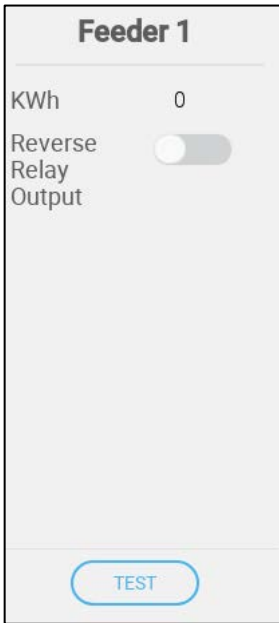 Feeder 1
KWh 0
Reverse
Relay
Output
TEST